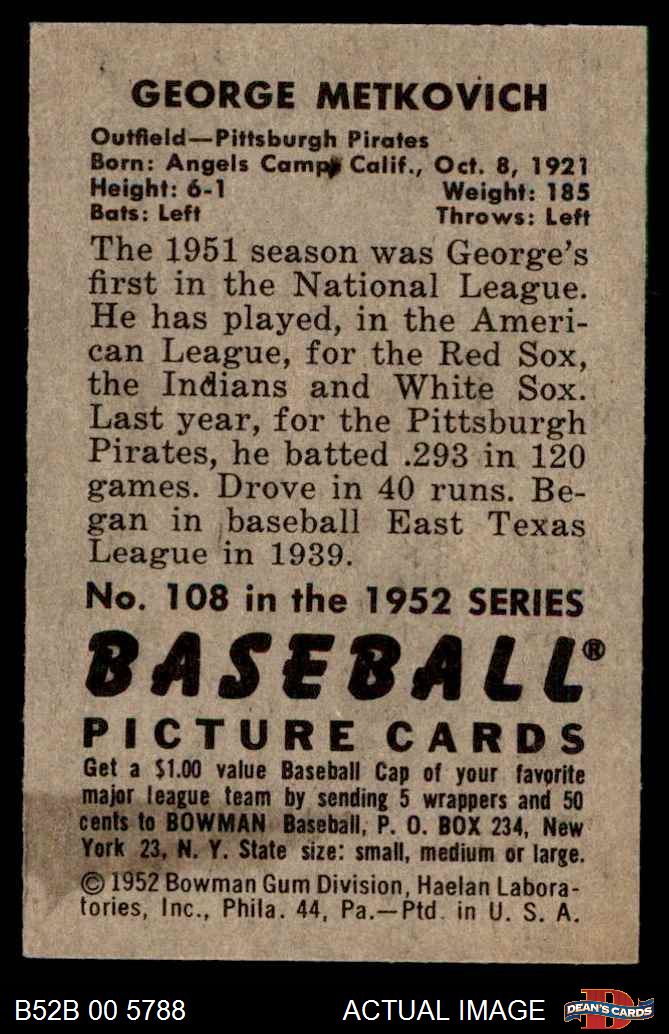 GEORGE METKOVICH
Outfield—Pittsburgh Pirates
Born: Angels Camp, Calif., Oct. 8, 1921
Height: 6-1 Weight: 185
Bats: Left Throws: Left
The 1951 season was George's
first in the National League.
He has played, in the Ameri-
can League, for the Red Sox,
the Indians and White Sox.
Last year, for the Pittsburgh
Pirates, he batted .293 in 120
games. Drove in 40 runs. Be-
gan in baseball East Texas
League in 1939.
No. 108 in the 1952 SERIES
BASEBALL®
PICTURE CARDS
Get a $1.00 value Baseball Cap of your favorite
major league team by sending 5 wrappers and 50
cents to BOWMAN Baseball, P. O. BOX 234, New
York 23, N. Y. State size: small, medium or large.
© 1952 Bowman Gum Division, Haelan Labora-
tories, Inc., Phila. 44, Pa.—Ptd. in U. S. A.
B52B 00 5788 ACTUAL IMAGE D DEAN'S CARDS